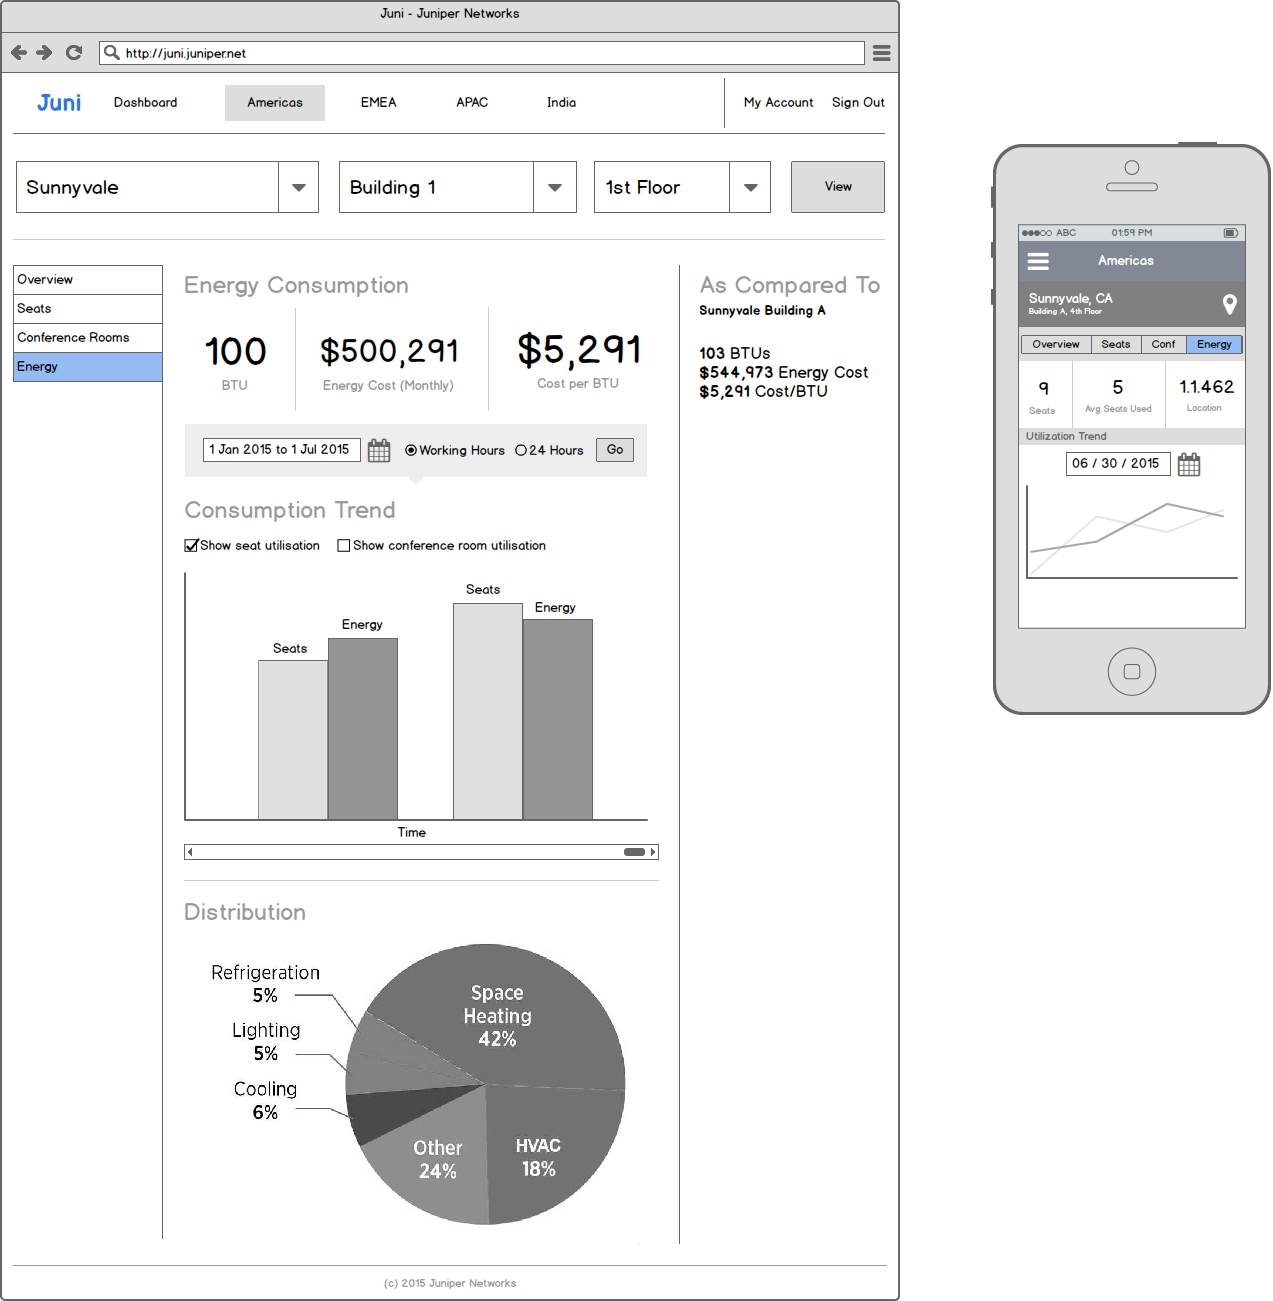 Juni - Juniper Networks
http://juni.juniper.net
Juni Dashboard Americas EMEA APAC India My Account Sign Out
Sunnyvale Building 1 1st Floor View
Overview
Seats
Conference Rooms
Energy
Energy Consumption
100 $500,291 $5,291
BTU Energy Cost (Monthly) Cost per BTU
1 Jan 2015 to 1 Jul 2015 Working Hours 24 Hours Go
Consumption Trend
Show seat utilisation Show conference room utilisation
Seats Energy Seats Energy
Time
Distribution
Refrigeration
5%
Lighting
5%
Cooling
6%
Space
Heating
42%
Other
24%
HVAC
18%
As Compared To
Sunnyvale Building A
103 BTUs
$544,973 Energy Cost
$5,291 Cost/BTU
(c) 2015 Juniper Networks
ABC 01:59 PM
Americas
Sunnyvale, CA
Building A, 4th Floor
Overview Seats Conf Energy
9 5 1.1.462
Seats Avg Seats Used Location
Utilization Trend
06 / 30 / 2015